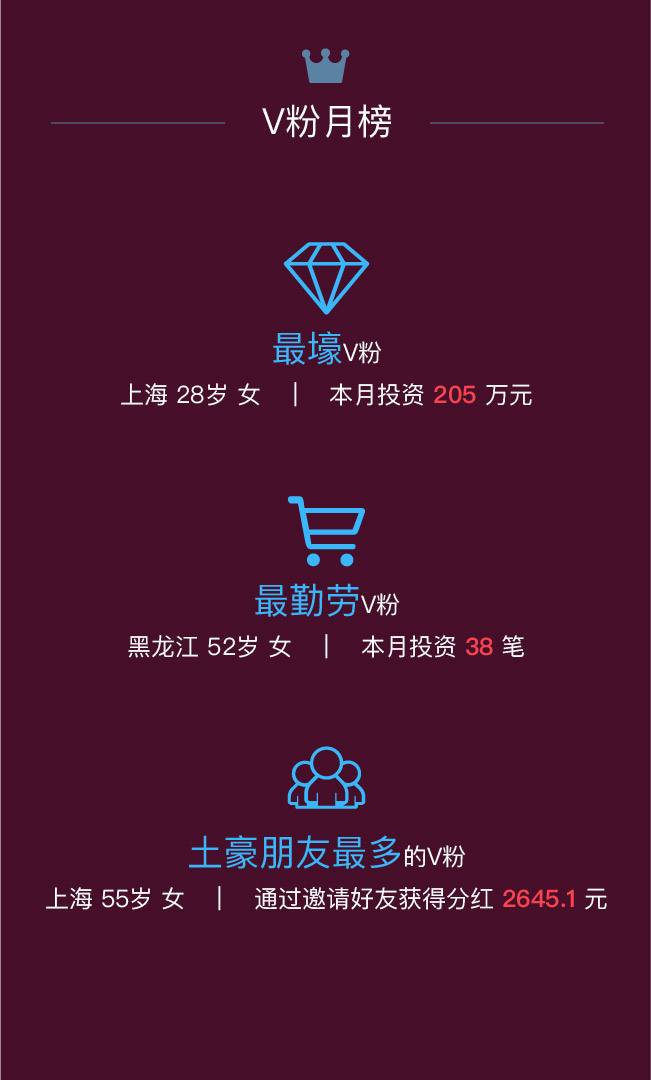 V粉月榜
最壕V粉
上海 28岁 女 | 本月投资 205 万元
最勤劳V粉
黑龙江 52岁 女 | 本月投资 38 笔
土豪朋友最多的V粉
上海 55岁 女 | 通过邀请好友获得分红 2645.1 元